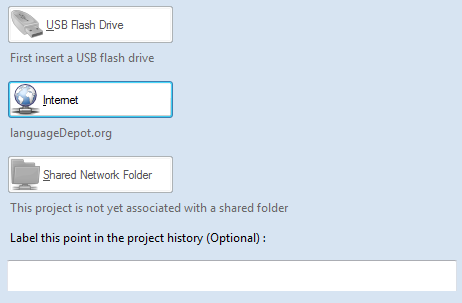 USB Flash Drive
First insert a USB flash drive
Internet
languageDepot.org
Shared Network Folder
This project is not yet associated with a shared folder
Label this point in the project history (Optional) :